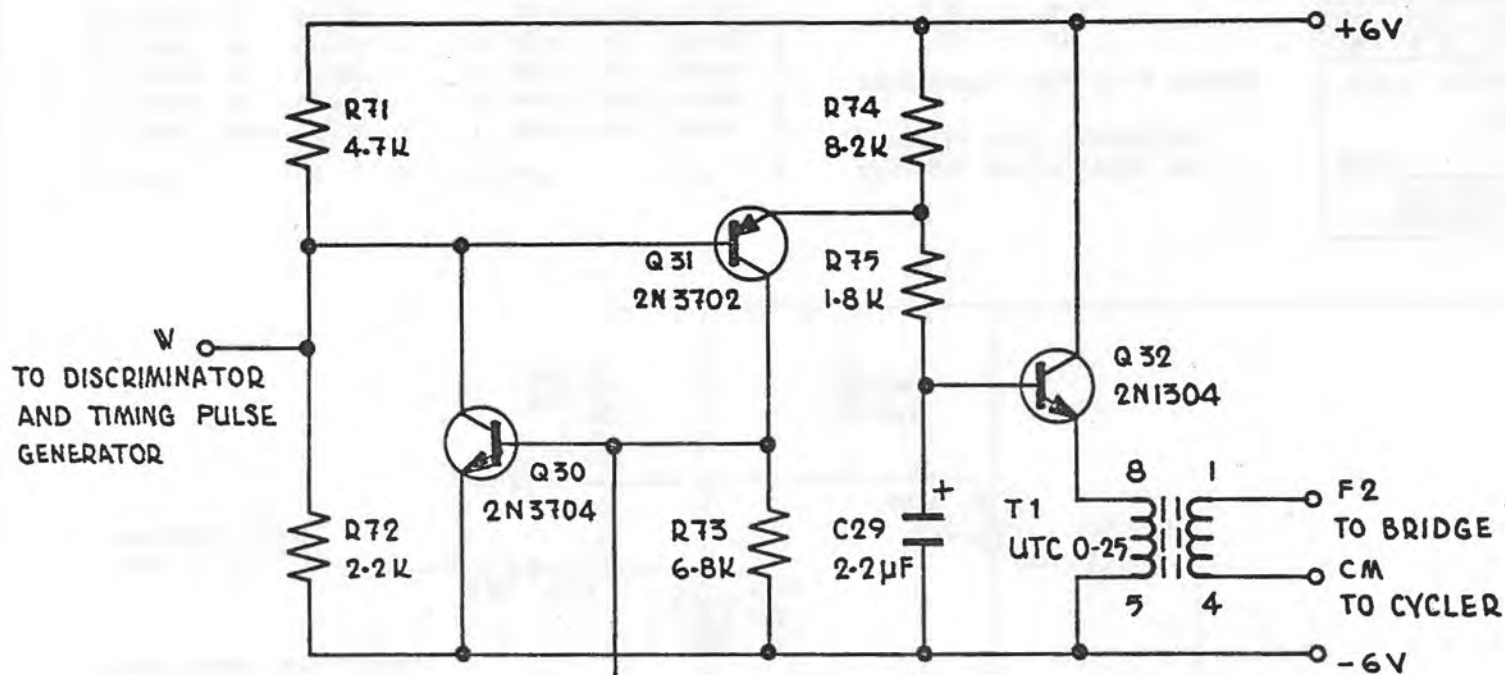 +6V
R71
4.7K
R74
8.2K
Q31
2N3702
R75
1.8K
W
TO DISCRIMINATOR
AND TIMING PULSE
GENERATOR
Q32
2N1304
Q30
2N3704
R72
2.2K
R73
6.8K
+
C29
2.2µF
T1
UTC O-25
8
1
5
4
F2
TO BRIDGE
CM
TO CYCLER
-6V